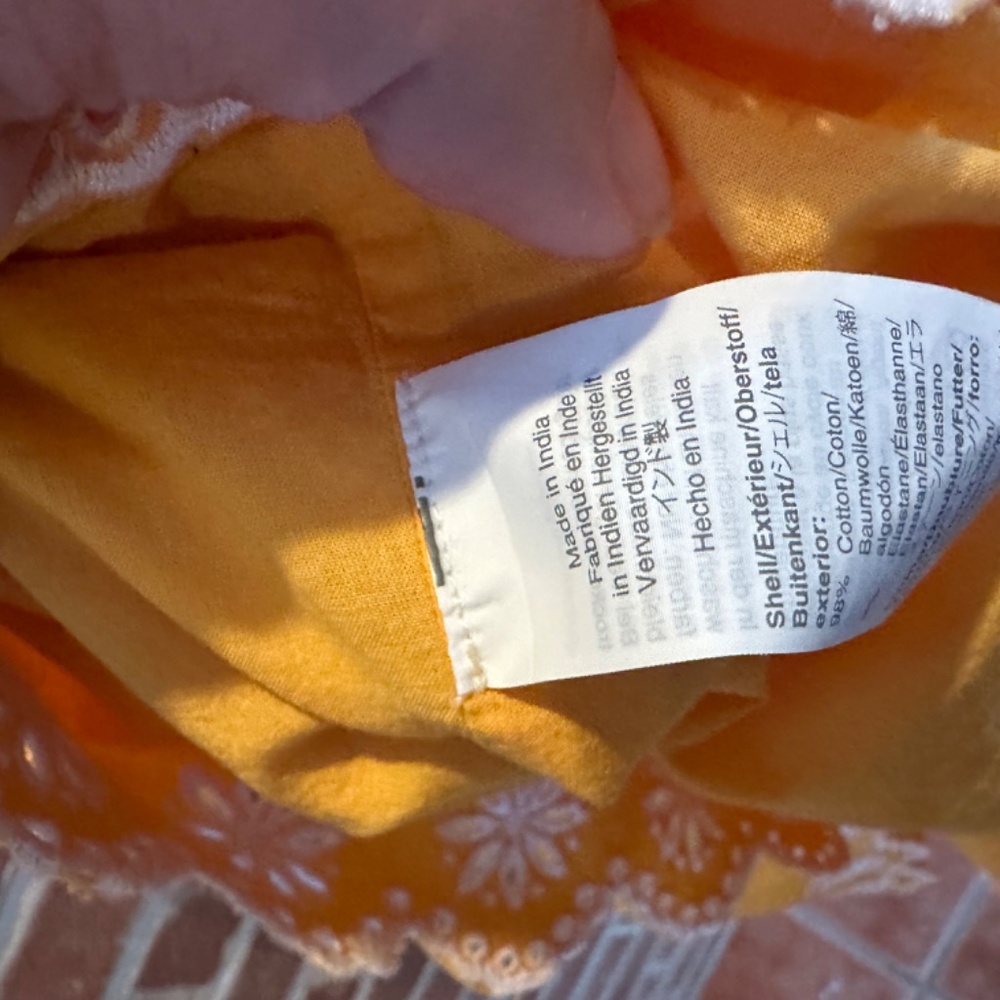 Made in India
Fabriqué en Inde
in Indien Hergestellt
Vervaardigd in India
インド製
Hecho en India
Shell/Extérieur/Oberstoff/
Buitenkant/シェル/tela
exterior:
98% Cotton/Coton/
Baumwolle/Katoen/綿/
algodón
Elastane/Élasthanne/
Elastan/Elastaan/エラ
/elastano
/Futter/
/forro: